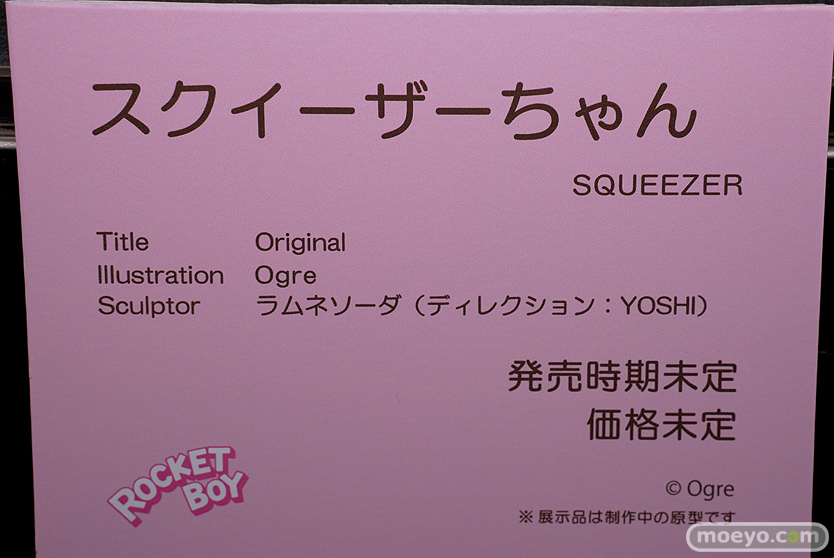 スクイーザーちゃん
SQUEEZER
Title Original
Illustration Ogre
Sculptor ラムネソーダ（ディレクション：YOSHI）
発売時期未定
価格未定
ROCKET
BOY
© Ogre
※展示品は制作中の原型です
moeyo.com